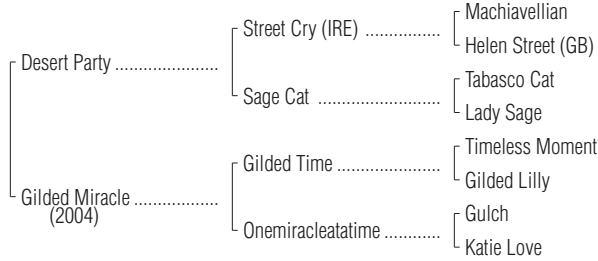 Machiavellian
Street Cry (IRE) ..................
Helen Street (GB)
Desert Party .........................
Tabasco Cat
Sage Cat .............................
Lady Sage
Timeless Moment
Gilded Time .........................
Gilded Lilly
Gilded Miracle ....................
(2004)
Gulch
Onemiracleatatime .............
Katie Love